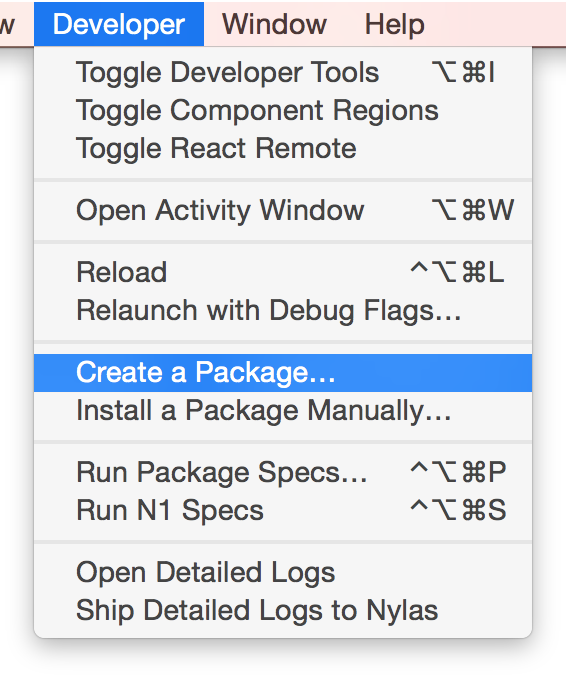 w Developer Window Help
Toggle Developer Tools ⌥⌘I
Toggle Component Regions
Toggle React Remote
Open Activity Window ⌥⌘W
Reload ^⌥⌘L
Relaunch with Debug Flags…
Create a Package…
Install a Package Manually…
Run Package Specs… ^⌥⌘P
Run N1 Specs ^⌥⌘S
Open Detailed Logs
Ship Detailed Logs to Nylas